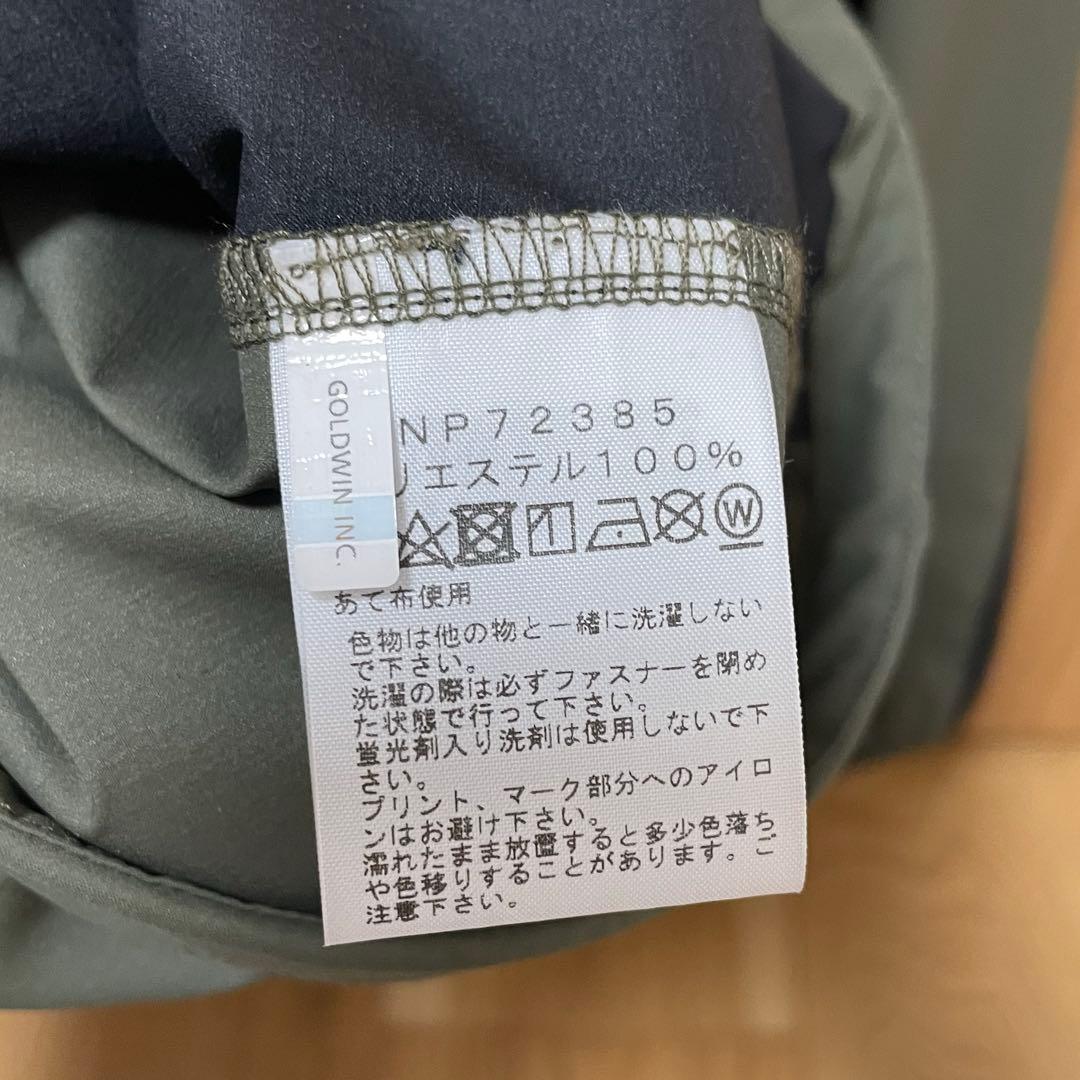 GOLDWIN INC.
NP72385
リエステル100%
W
あて布使用
色物は他の物と一緒に洗濯しない
で下さい。
洗濯の際は必ずファスナーを閉め
た状態で行って下さい。
蛍光剤入り洗剤は使用しないで下
さい。
プリント、マーク部分へのアイロ
ンはお避け下さい。
濡れたまま放置すると多少色落ち
や色移りすることがあります。ご
注意下さい。